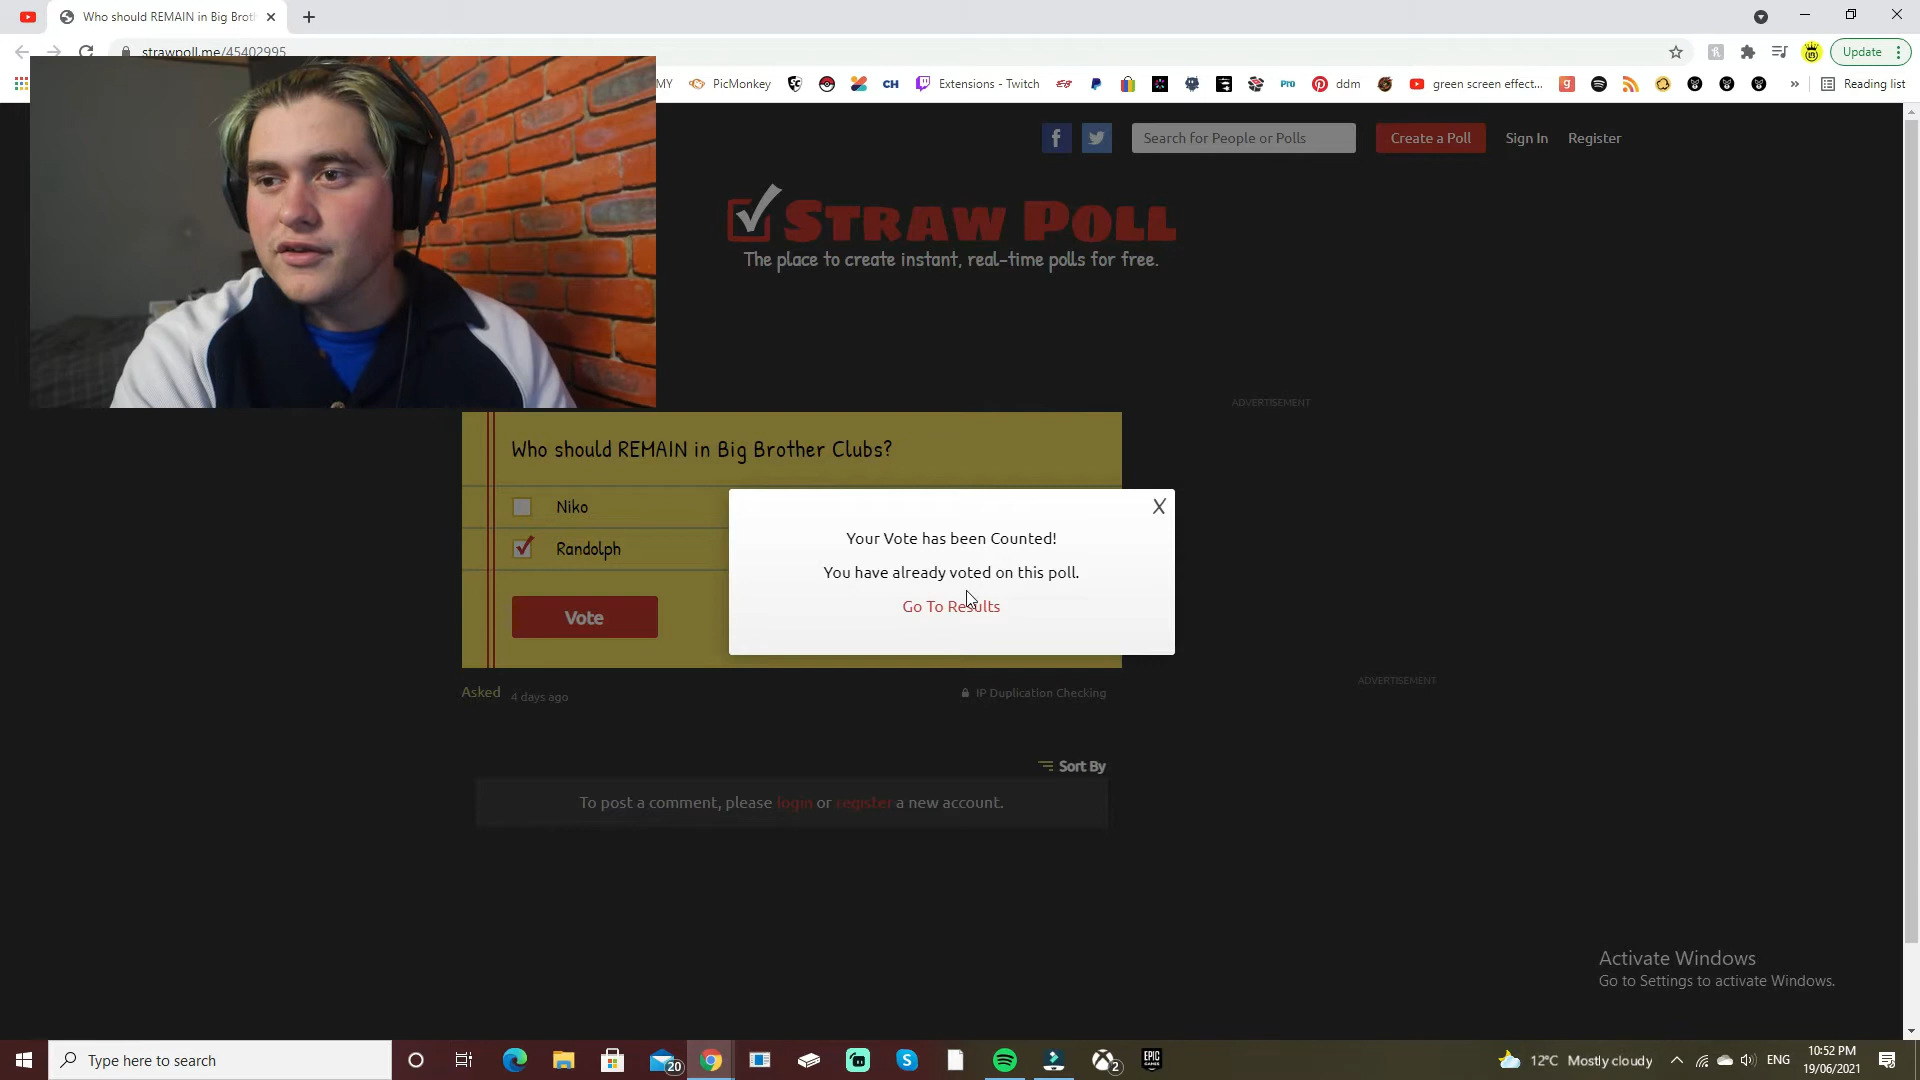 Who should REMAIN in Big Broth
strawpoll.me/45402995
Update
MY
PicMonkey
CH
Extensions - Twitch
Pro
ddm
green screen effect...
Reading list
Search for People or Polls
Create a Poll
Sign In
Register
STRAW POLL
The place to create instant, real-time polls for free.
ADVERTISEMENT
Who should REMAIN in Big Brother Clubs?
Niko
X
Your Vote has been Counted!
Randolph
You have already voted on this poll.
Go To Results
Vote
ADVERTISEMENT
Asked 4 days ago
IP Duplication Checking
Sort By
To post a comment, please login or register a new account.
Activate Windows
Go to Settings to activate Windows.
Type here to search
20
2
EPIC GAMES
12°C Mostly cloudy
ENG
10:52 PM
19/06/2021